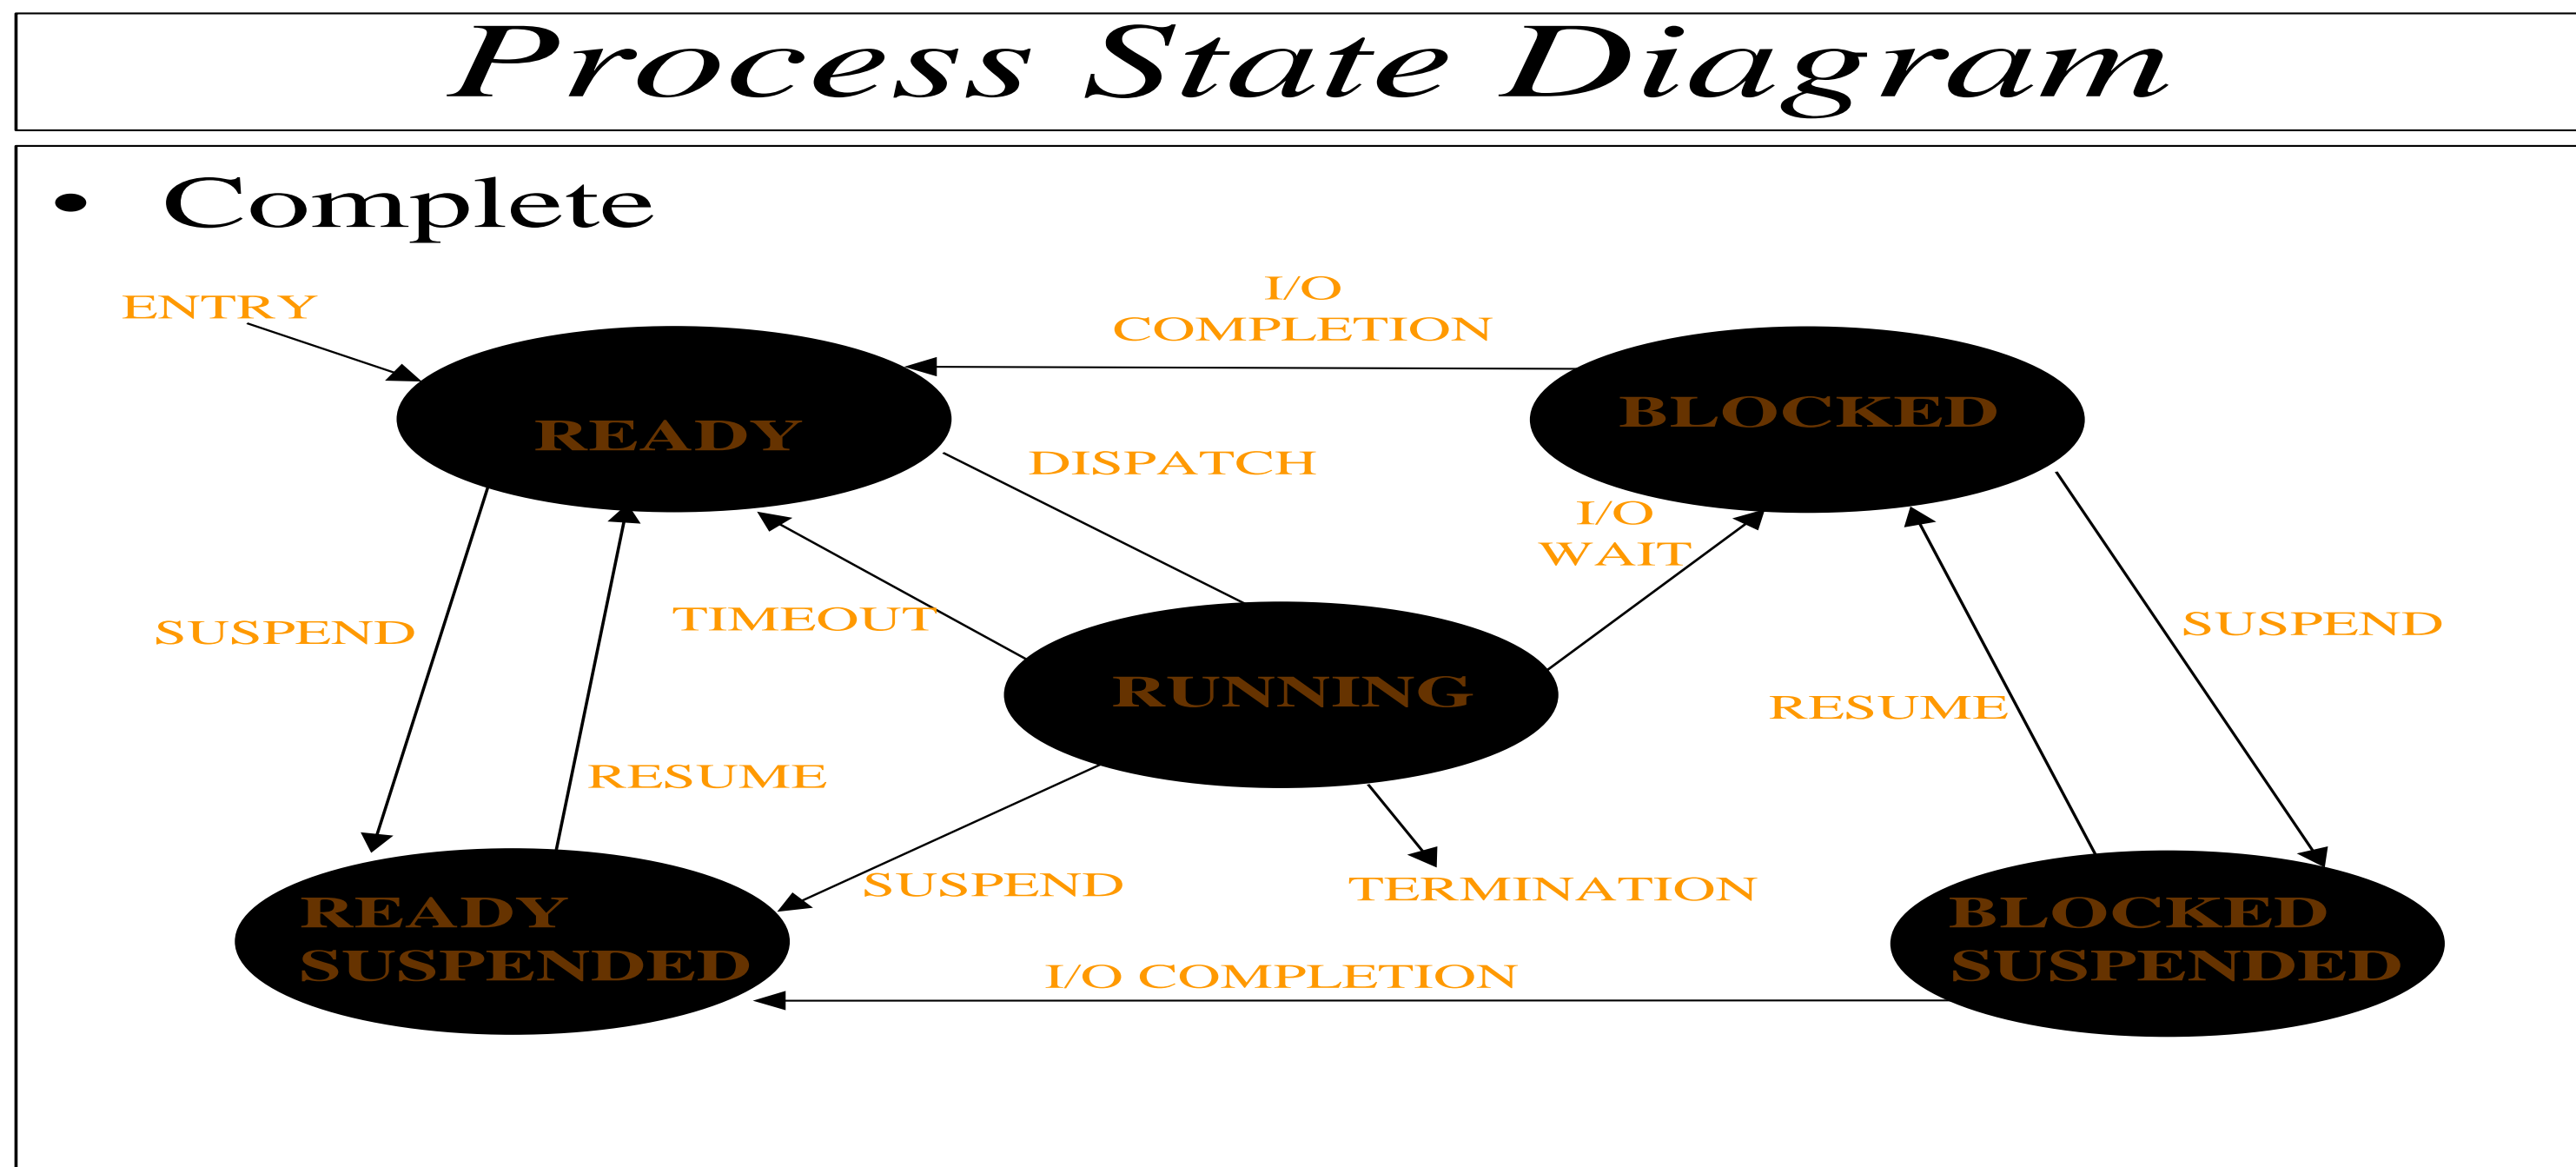 Process State Diagram
• Complete
ENTRY
I/O
COMPLETION
READY
BLOCKED
DISPATCH
I/O
WAIT
SUSPEND
TIMEOUT
SUSPEND
RUNNING
RESUME
RESUME
SUSPEND
TERMINATION
READY
SUSPENDED
BLOCKED
SUSPENDED
I/O COMPLETION